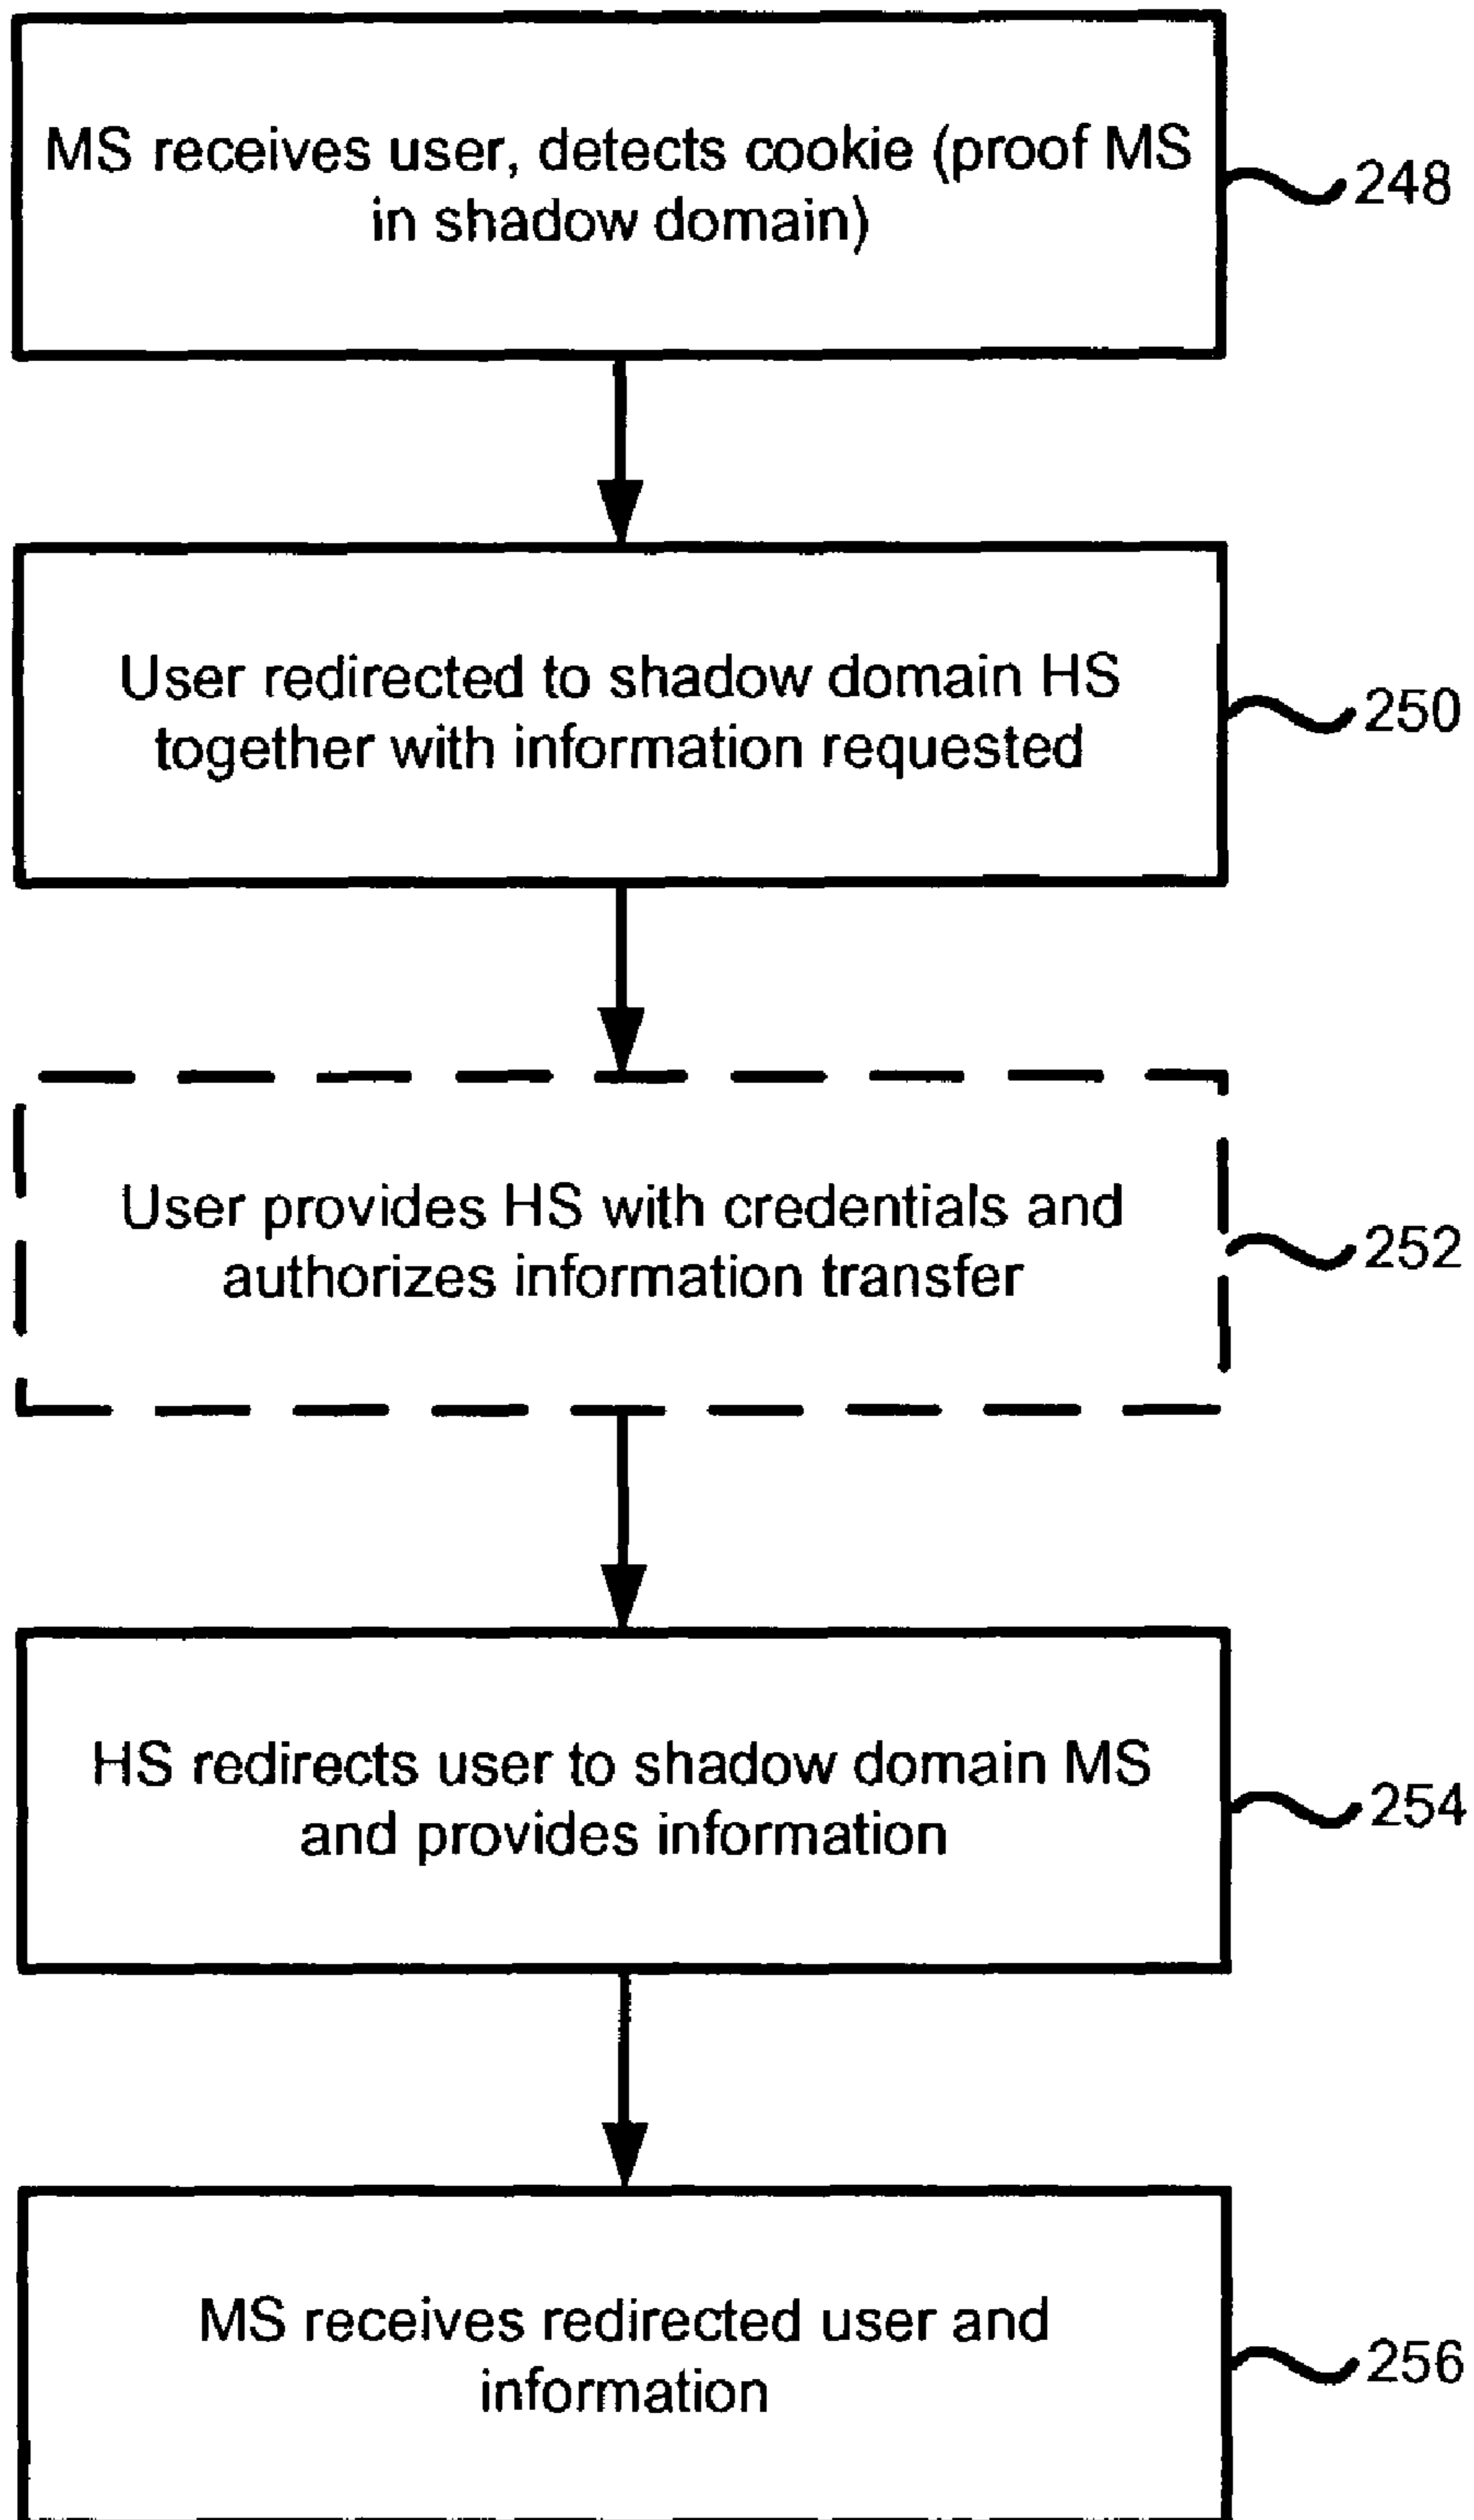 MS receives user, detects cookie (proof MS
in shadow domain)
248
User redirected to shadow domain HS
together with information requested
250
User provides HS with credentials and
authorizes information transfer
252
HS redirects user to shadow domain MS
and provides information
254
MS receives redirected user and
information
256